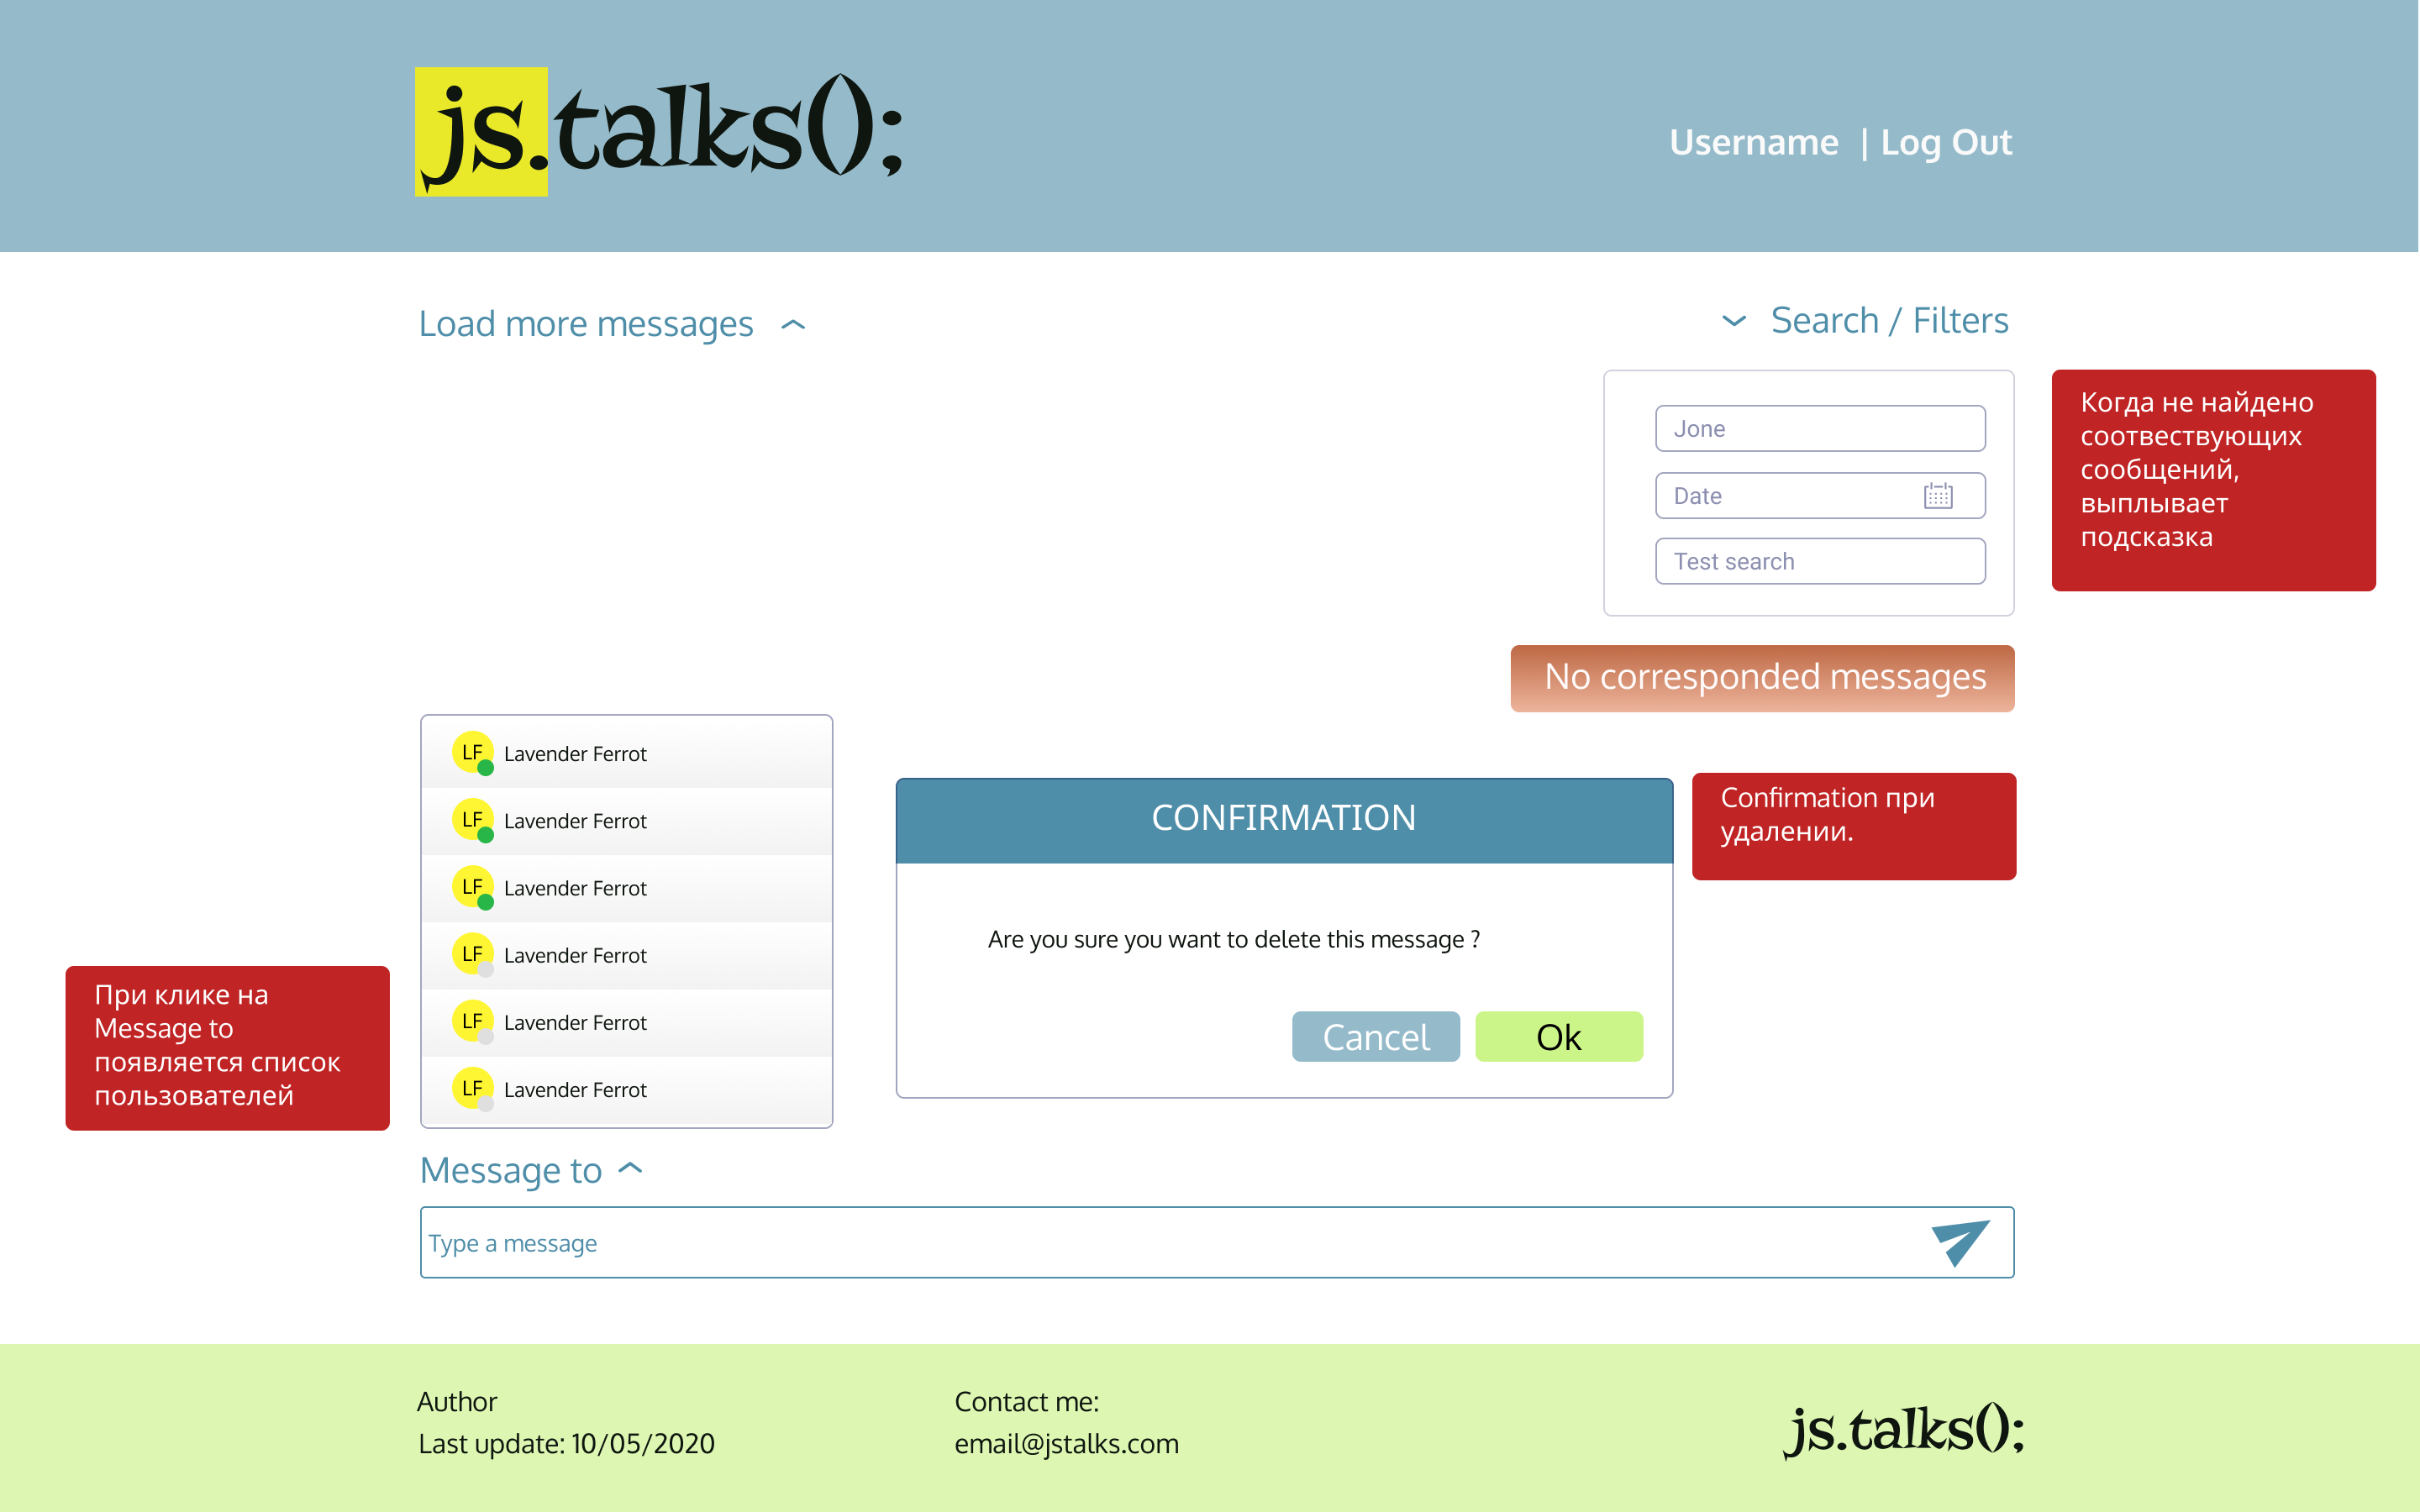 js.talks();
Username | Log Out
Load more messages
Search / Filters
Jone
Date
Test search
Когда не найдено
соотвествующих
сообщений,
выплывает
подсказка
No corresponded messages
LF Lavender Ferrot
LF Lavender Ferrot
LF Lavender Ferrot
LF Lavender Ferrot
LF Lavender Ferrot
LF Lavender Ferrot
CONFIRMATION
Are you sure you want to delete this message ?
Cancel
Ok
Confirmation при
удалении.
При клике на
Message to
появляется список
пользователей
Message to
Type a message
Author
Last update: 10/05/2020
Contact me:
email@jstalks.com
js.talks();